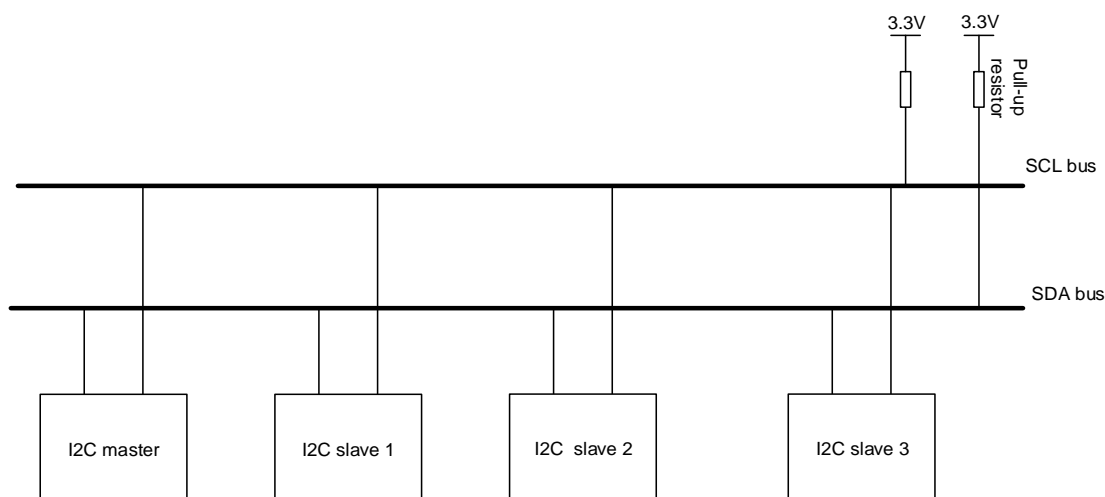 3.3V
3.3V
Pull-up
resistor
SCL bus
SDA bus
I2C master
I2C slave 1
I2C slave 2
I2C slave 3